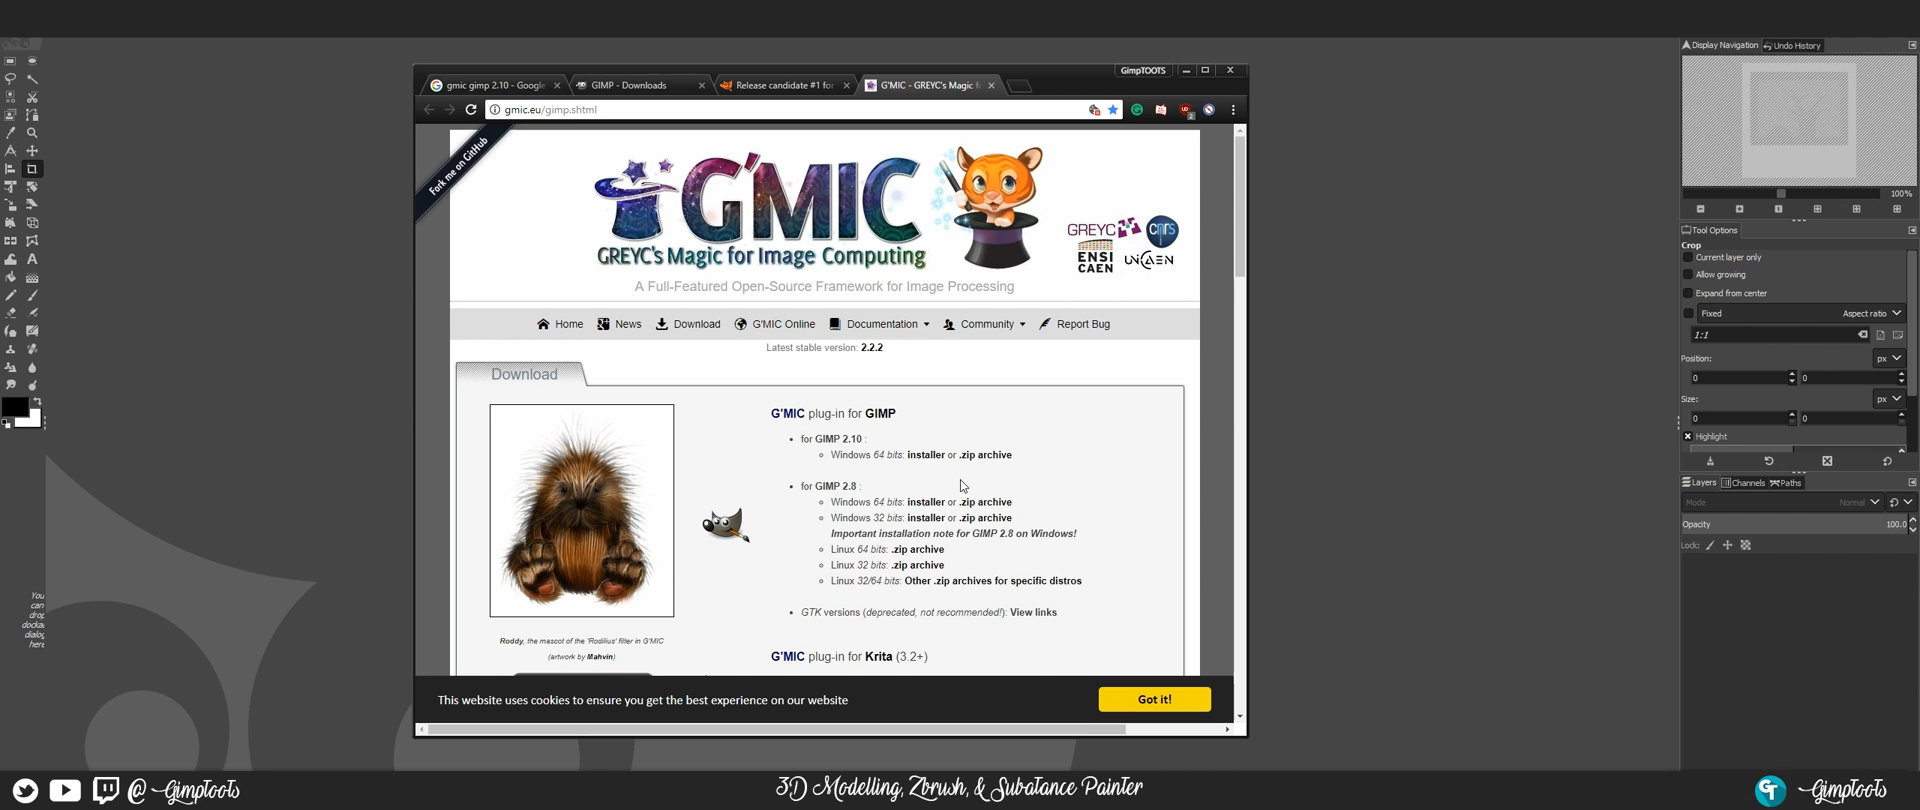 GimpTOOTS
gmic gimp 2.10 - Google
GIMP - Downloads
Release candidate #1 for
G'MIC - GREYC's Magic f
gmic.eu/gimp.shtml
Fork me on GitHub
G'MIC
GREYC's Magic for Image Computing
GREYC
cnrs
ENSI
CAEN
UNICAEN
A Full-Featured Open-Source Framework for Image Processing
Home News Download G'MIC Online Documentation Community Report Bug
Latest stable version: 2.2.2
Download
G'MIC plug-in for GIMP
for GIMP 2.10 :
Windows 64 bits: installer or .zip archive
for GIMP 2.8 :
Windows 64 bits: installer or .zip archive
Windows 32 bits: installer or .zip archive
Important installation note for GIMP 2.8 on Windows!
Linux 64 bits: .zip archive
Linux 32 bits: .zip archive
Linux 32/64 bits: Other .zip archives for specific distros
GTK versions (deprecated, not recommended!): View links
Roddy, the mascot of the 'Rodilius' filter in G'MIC
(artwork by Mahvin)
G'MIC plug-in for Krita (3.2+)
This website uses cookies to ensure you get the best experience on our website
Got it!
You
can
drop
dockab
dialog
here
Display Navigation Undo History
100%
Tool Options
Crop
Current layer only
Allow growing
Expand from center
Fixed Aspect ratio
1:1
Position: px
0 0
Size: px
0 0
Highlight
Layers Channels Paths
Mode Normal
Opacity 100.0
Lock:
@ GimpToots
3D Modelling, Zbrush, & Substance Painter
GT GimpToots